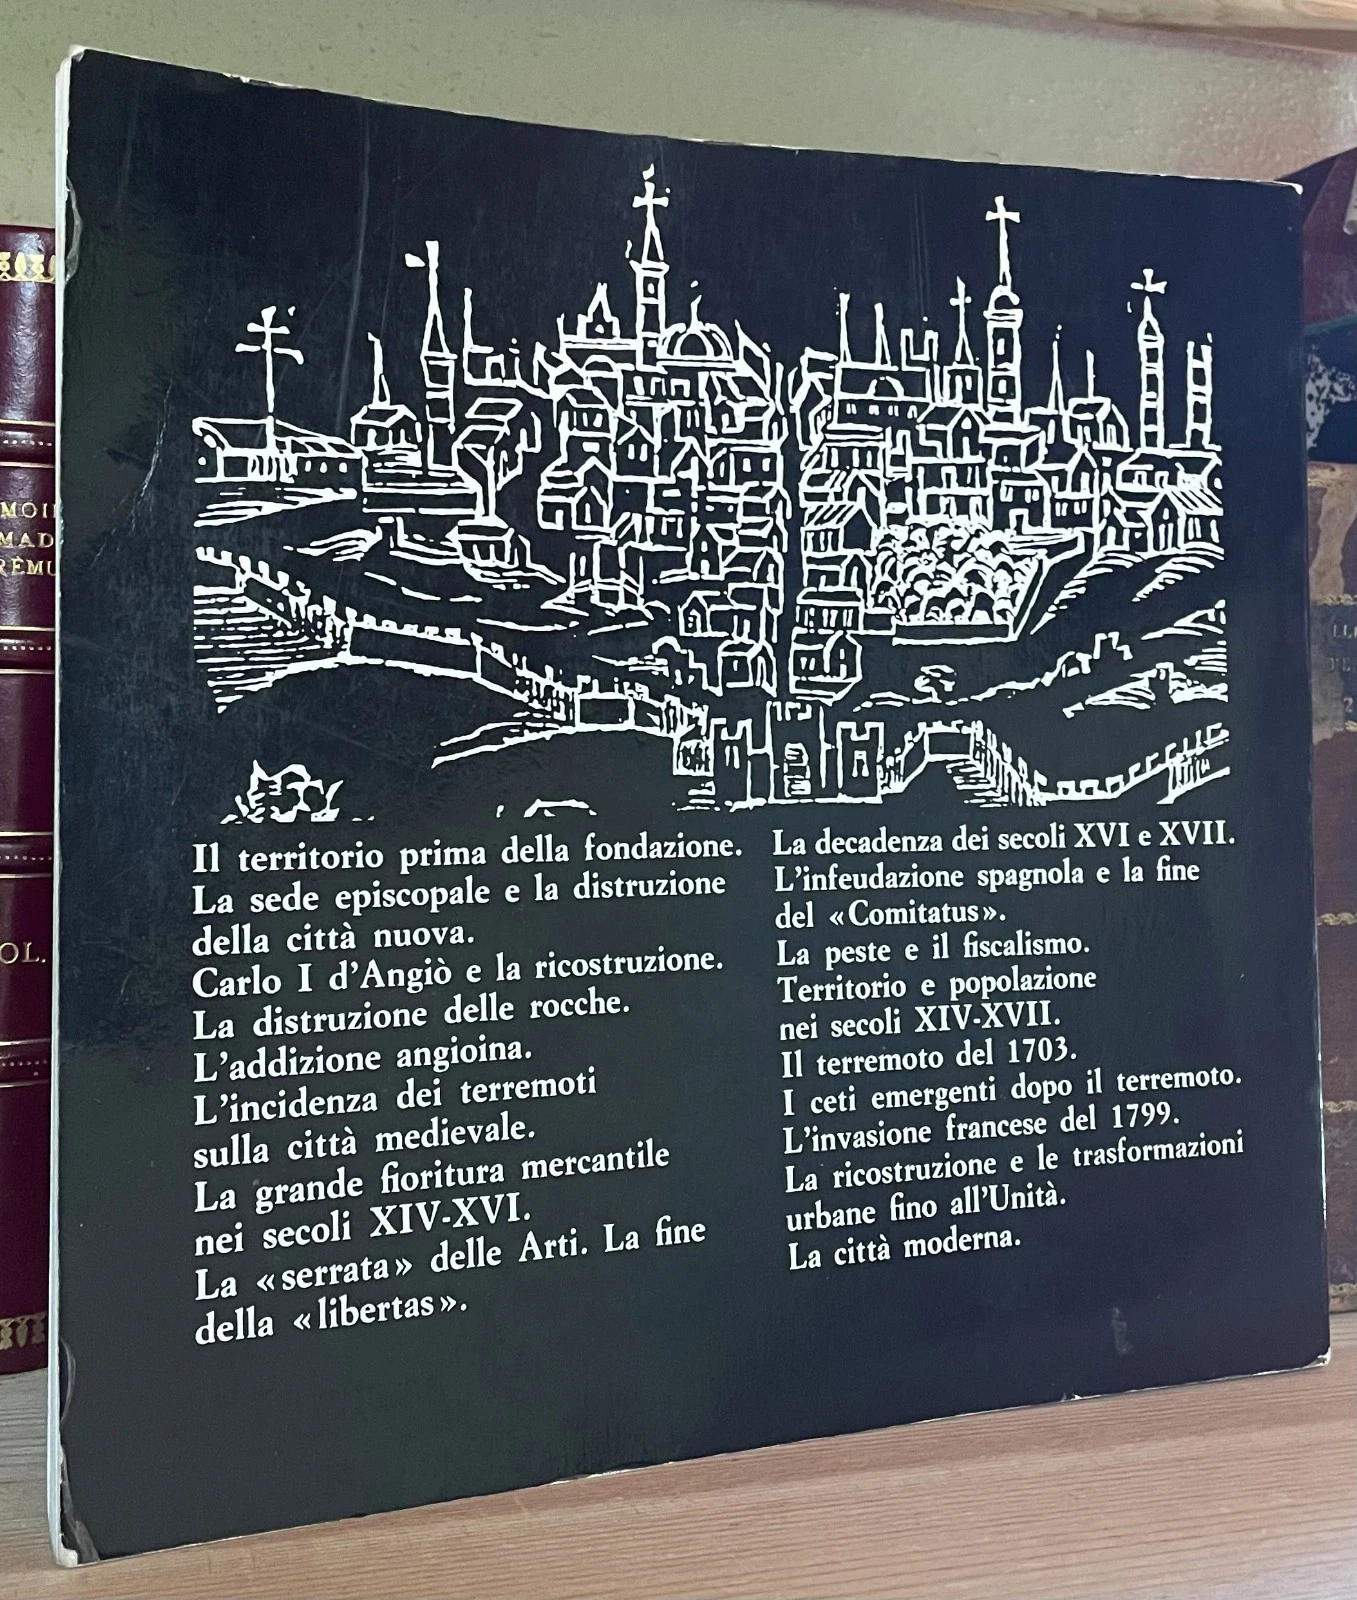 Il territorio prima della fondazione.
La sede episcopale e la distruzione
della città nuova.
Carlo I d'Angiò e la ricostruzione.
La distruzione delle rocche.
L'addizione angioina.
L'incidenza dei terremoti
sulla città medievale.
La grande fioritura mercantile
nei secoli XIV-XVI.
La «serrata» delle Arti. La fine
della «libertas».
La decadenza dei secoli XVI e XVII.
L'infeudazione spagnola e la fine
del «Comitatus».
La peste e il fiscalismo.
Territorio e popolazione
nei secoli XIV-XVII.
Il terremoto del 1703.
I ceti emergenti dopo il terremoto.
L'invasione francese del 1799.
La ricostruzione e le trasformazioni
urbane fino all'Unità.
La città moderna.
MOI
MAD
RÉMU
OL.